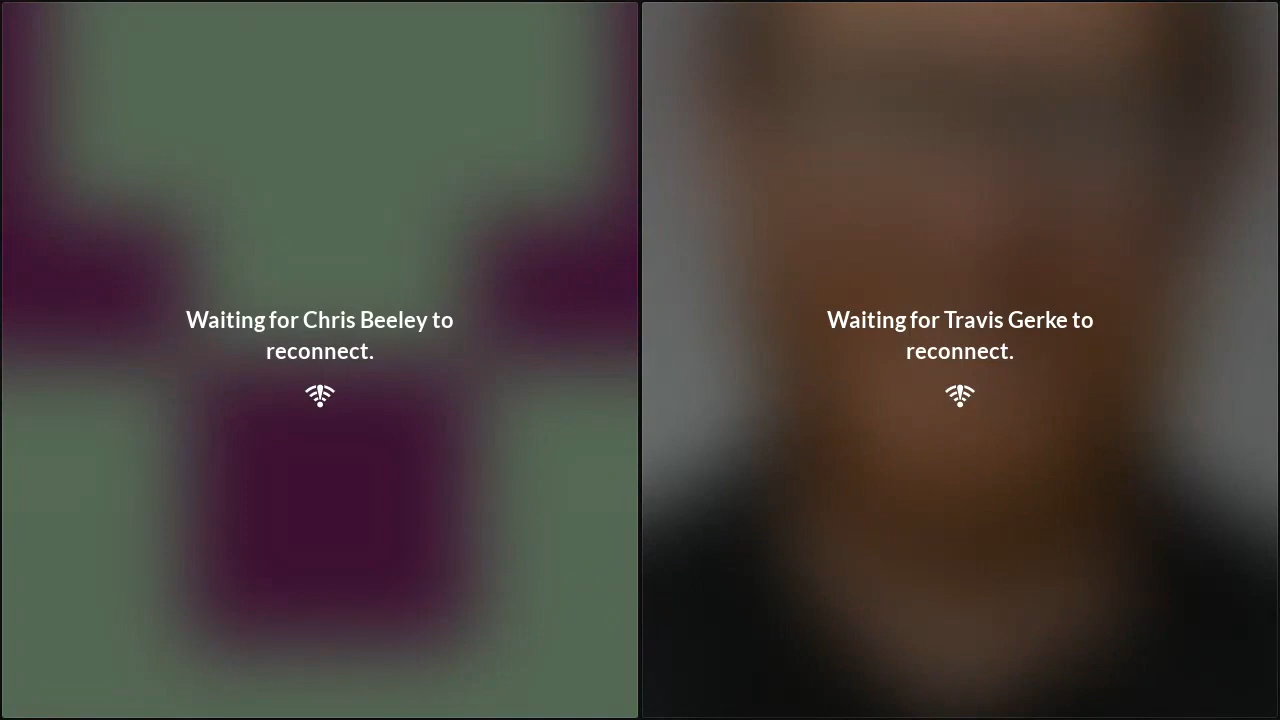 Waiting for Chris Beeley to
reconnect.
Waiting for Travis Gerke to
reconnect.